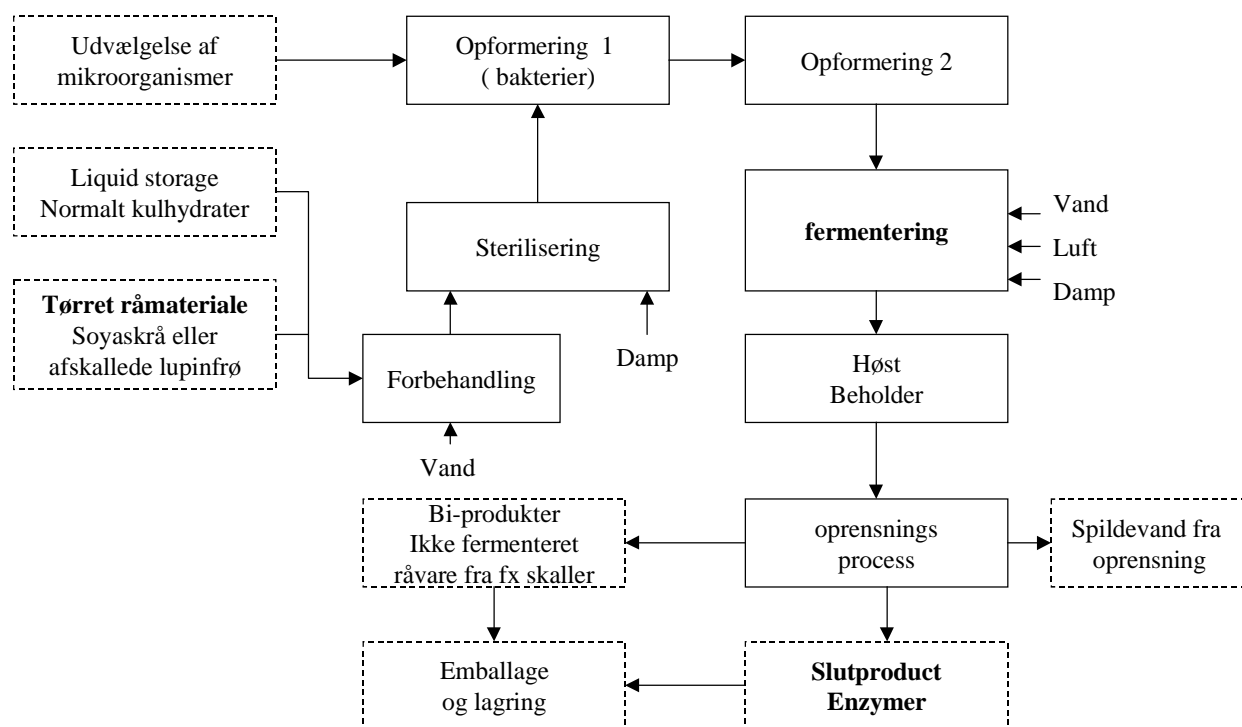 Udvælgelse af
mikroorganismer
Opformering 1
( bakterier)
Opformering 2
Liquid storage
Normalt kulhydrater
Sterilisering
fermentering
Vand
Luft
Damp
Tørret råmateriale
Soyaskrå eller
afskallede lupinfrø
Forbehandling
Damp
Høst
Beholder
Vand
Bi-produkter
Ikke fermenteret
råvare fra fx skaller
oprensnings
process
Spildevand fra
oprensning
Emballage
og lagring
Slutproduct
Enzymer